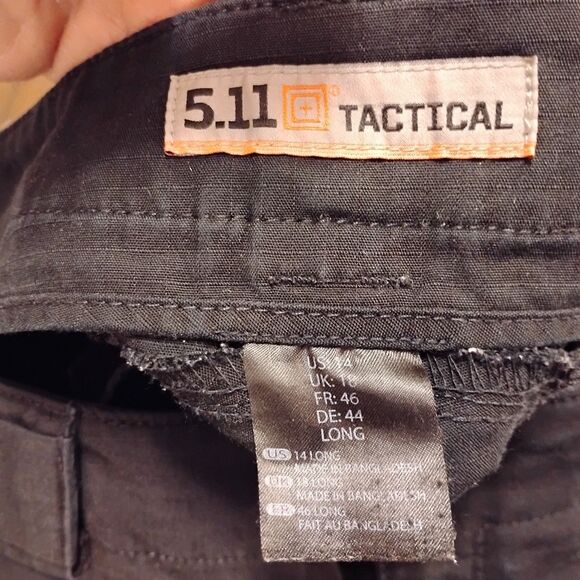 5.11 ® TACTICAL
US: 14
UK: 18
FR: 46
DE: 44
LONG
US 14 LONG
MADE IN BANGLADESH
UK 18 LONG
MADE IN BANGLADESH
FR 46 LONG
FAIT AU BANGLADESH